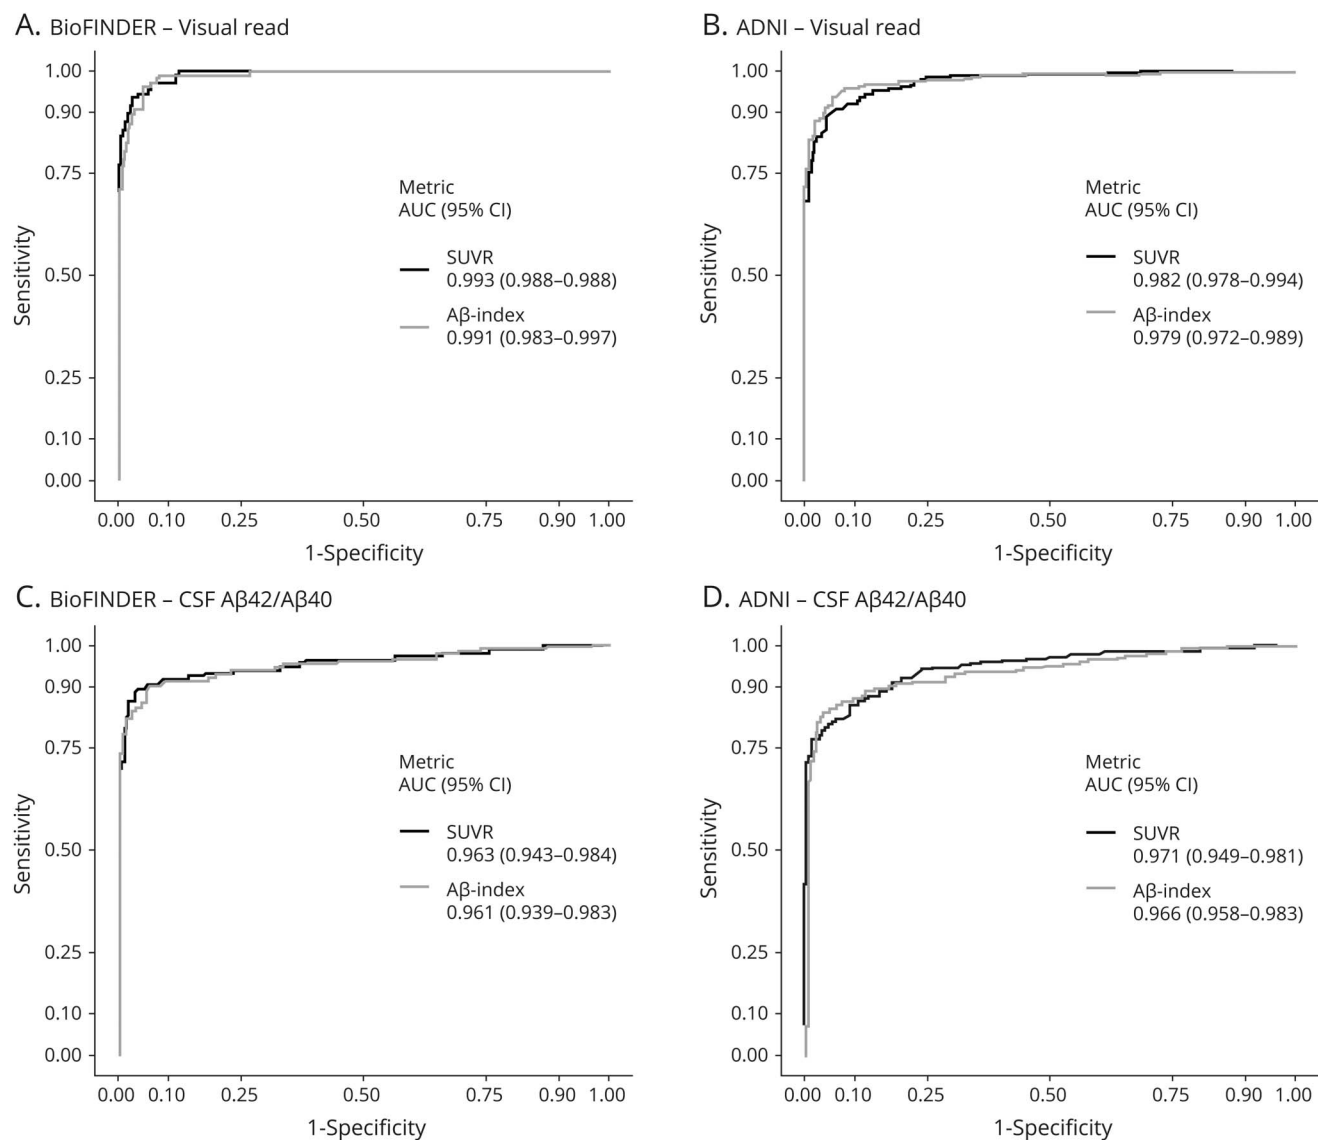 A. BioFINDER – Visual read
1.00
0.90
0.75
0.50
0.25
0.10
0.00
Sensitivity
Metric
AUC (95% CI)
SUVR
0.993 (0.988–0.988)
Aβ-index
0.991 (0.983–0.997)
0.00 0.10 0.25 0.50 0.75 0.90 1.00
1-Specificity
B. ADNI – Visual read
1.00
0.90
0.75
0.50
0.25
0.10
0.00
Sensitivity
Metric
AUC (95% CI)
SUVR
0.982 (0.978–0.994)
Aβ-index
0.979 (0.972–0.989)
0.00 0.10 0.25 0.50 0.75 0.90 1.00
1-Specificity
C. BioFINDER – CSF Aβ42/Aβ40
1.00
0.90
0.75
0.50
0.25
0.10
0.00
Sensitivity
Metric
AUC (95% CI)
SUVR
0.963 (0.943–0.984)
Aβ-index
0.961 (0.939–0.983)
0.00 0.10 0.25 0.50 0.75 0.90 1.00
1-Specificity
D. ADNI – CSF Aβ42/Aβ40
1.00
0.90
0.75
0.50
0.25
0.10
0.00
Sensitivity
Metric
AUC (95% CI)
SUVR
0.971 (0.949–0.981)
Aβ-index
0.966 (0.958–0.983)
0.00 0.10 0.25 0.50 0.75 0.90 1.00
1-Specificity